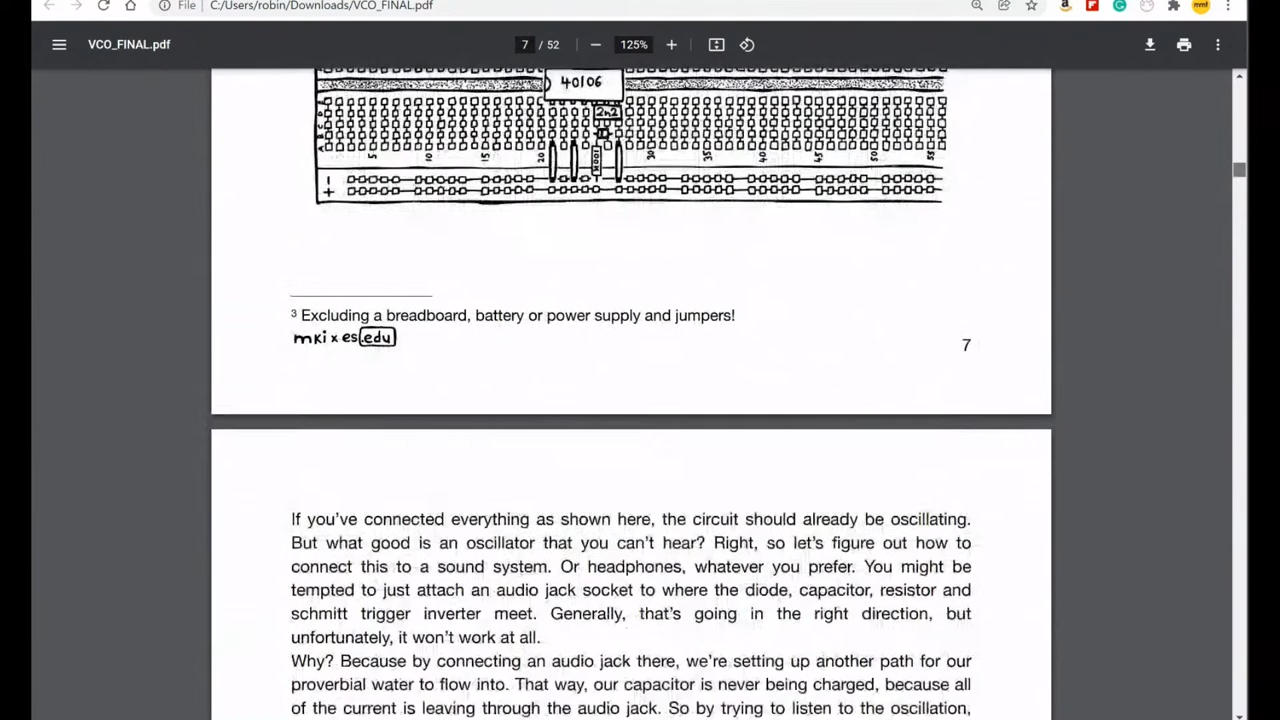 File | C:/Users/robin/Downloads/VCO_FINAL.pdf
VCO_FINAL.pdf
7 / 52
125%
40106
2n2
100k
A B C D E
5 10 15 20 30 35 40 45 50 55
-
+
³ Excluding a breadboard, battery or power supply and jumpers!
mki x es.edu
7
If you've connected everything as shown here, the circuit should already be oscillating.
But what good is an oscillator that you can't hear? Right, so let's figure out how to
connect this to a sound system. Or headphones, whatever you prefer. You might be
tempted to just attach an audio jack socket to where the diode, capacitor, resistor and
schmitt trigger inverter meet. Generally, that's going in the right direction, but
unfortunately, it won't work at all.
Why? Because by connecting an audio jack there, we're setting up another path for our
proverbial water to flow into. That way, our capacitor is never being charged, because all
of the current is leaving through the audio jack. So by trying to listen to the oscillation,